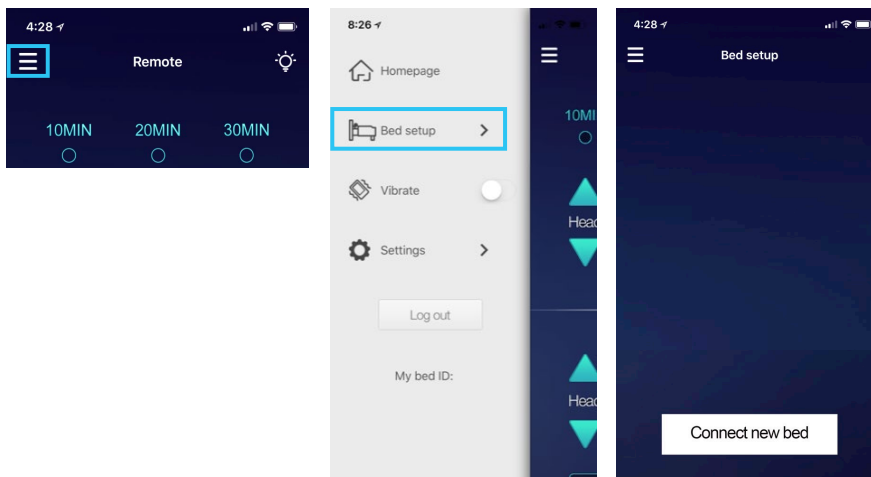 4:28
Remote
10MIN 20MIN 30MIN
8:26
Homepage
Bed setup
Vibrate
Settings
Log out
My bed ID:
10MI
Head
Head
4:28
Bed setup
Connect new bed